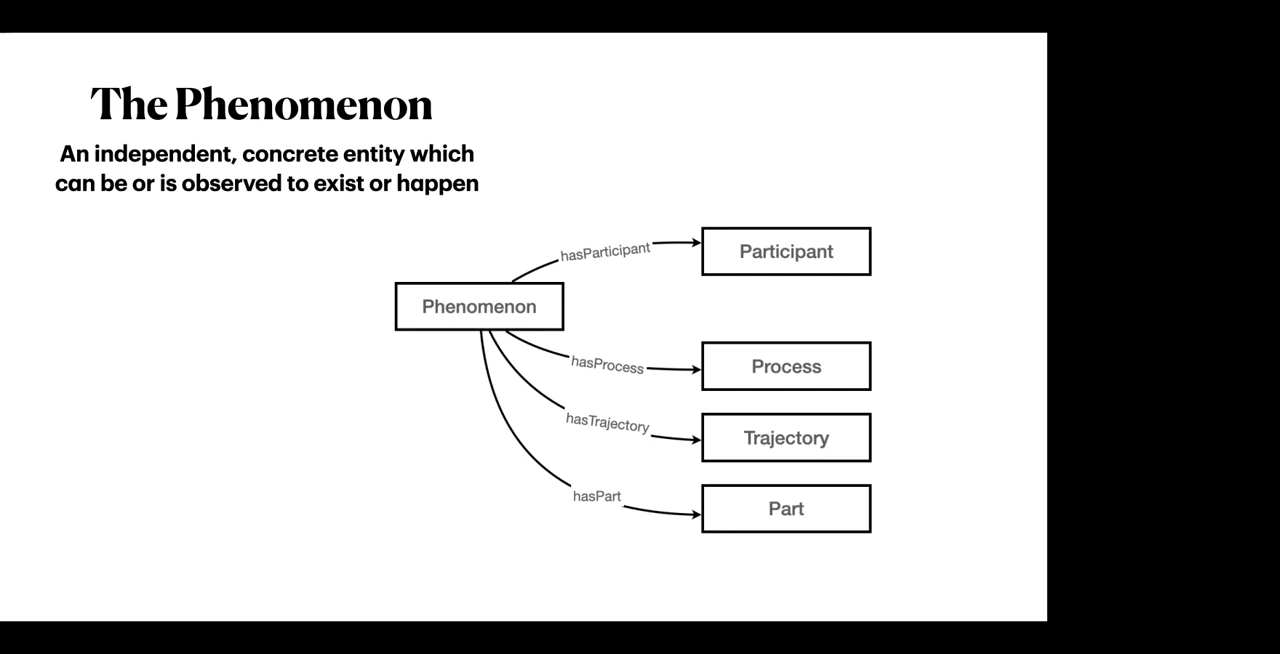 The Phenomenon
An independent, concrete entity which
can be or is observed to exist or happen
hasParticipant
Participant
Phenomenon
hasProcess
Process
hasTrajectory
Trajectory
hasPart
Part